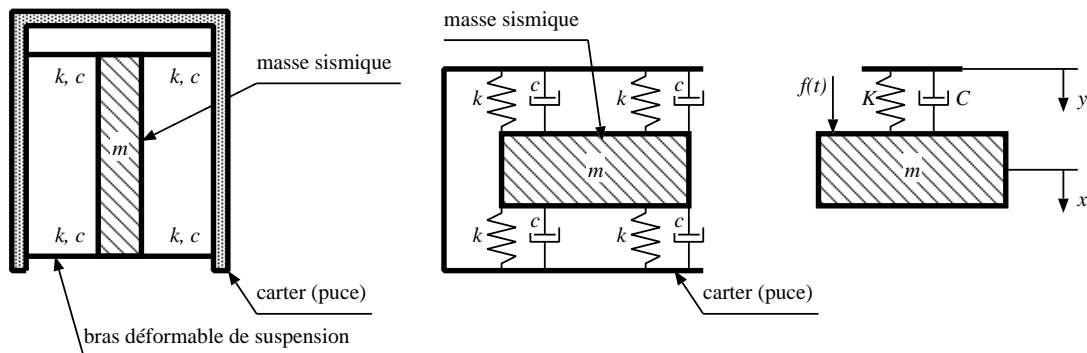 masse sismique
k, c
k, c
masse sismique
m
k, c
k, c
carter (puce)
bras déformable de suspension
k
c
k
c
m
k
c
k
c
carter (puce)
f(t)
K
C
y
m
x